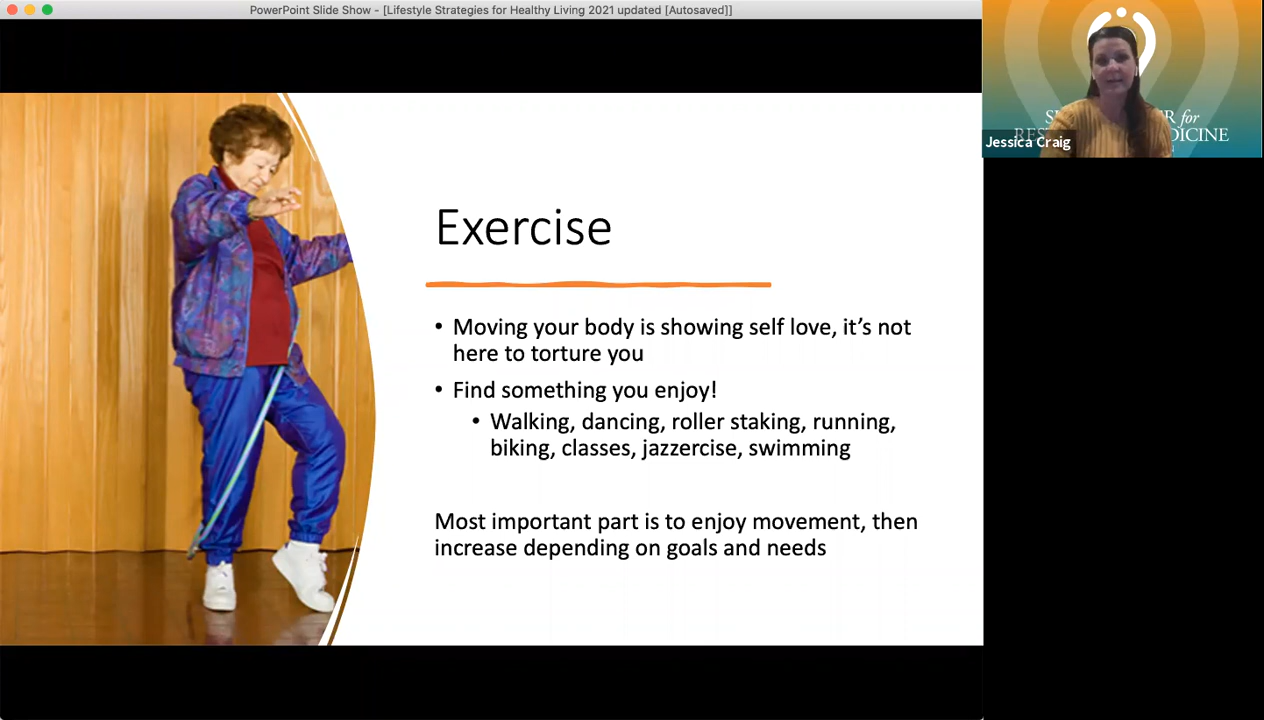 PowerPoint Slide Show - [Lifestyle Strategies for Healthy Living 2021 updated [Autosaved]]
Exercise
• Moving your body is showing self love, it’s not
here to torture you
• Find something you enjoy!
• Walking, dancing, roller staking, running,
biking, classes, jazzercise, swimming
Most important part is to enjoy movement, then
increase depending on goals and needs
for
Jessica Craig